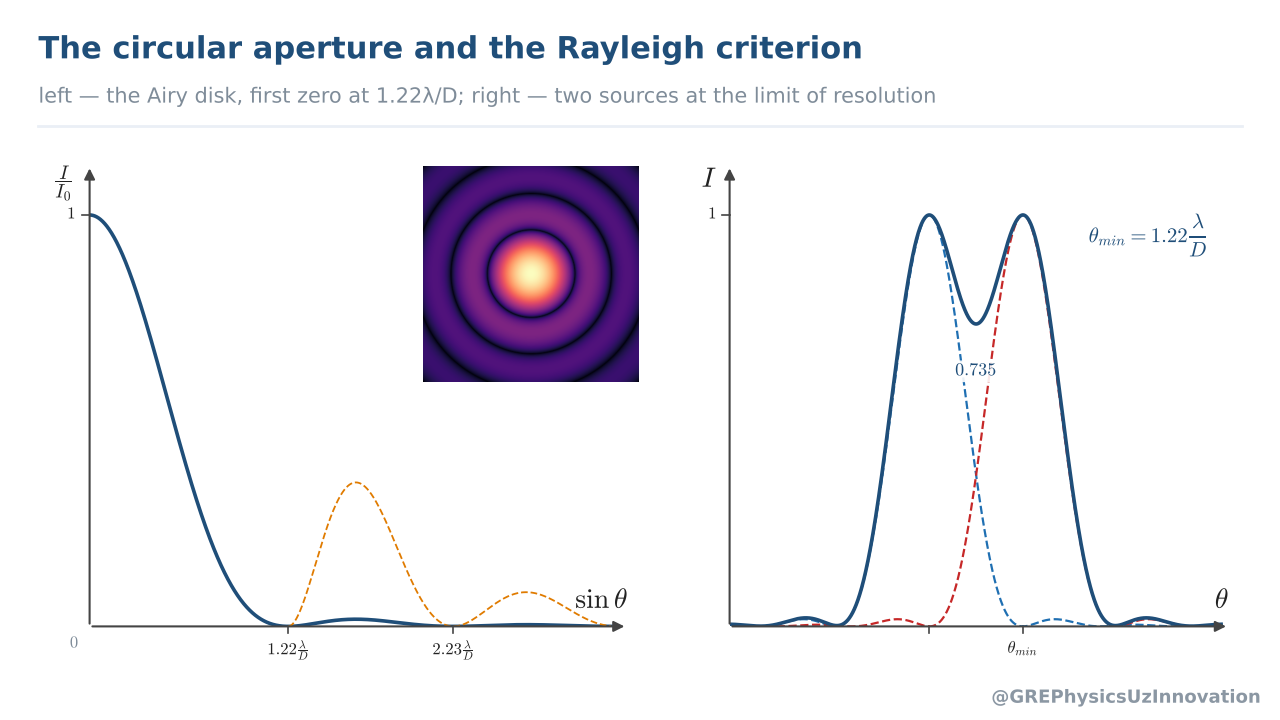 The circular aperture and the Rayleigh criterion
left — the Airy disk, first zero at 1.22λ/D; right — two sources at the limit of resolution
I/I₀
1
0
1.22 λ/D
2.23 λ/D
sin θ
I
1
θ_min = 1.22 λ/D
0.735
θ
θ_min
@GREPhysicsUzInnovation